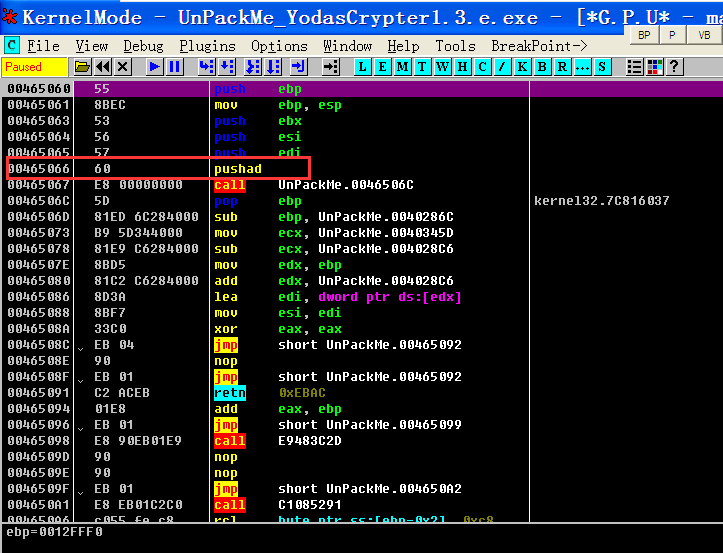 KernelMode - UnPackMe_YodasCrypter1.3.e.exe - [*G.P.U* - ma
BP P VB
C File View Debug Plugins Options Window Help Tools BreakPoint->
Paused L E M T W H C / K B R ... S ?
00465060 55 push ebp
00465061 8BEC mov ebp, esp
00465063 53 push ebx
00465064 56 push esi
00465065 57 push edi
00465066 60 pushad
00465067 E8 00000000 call UnPackMe.0046506C
0046506C 5D pop ebp kernel32.7C816037
0046506D 81ED 6C284000 sub ebp, UnPackMe.0040286C
00465073 B9 5D344000 mov ecx, UnPackMe.0040345D
00465078 81E9 C6284000 sub ecx, UnPackMe.004028C6
0046507E 8BD5 mov edx, ebp
00465080 81C2 C6284000 add edx, UnPackMe.004028C6
00465086 8D3A lea edi, dword ptr ds:[edx]
00465088 8BF7 mov esi, edi
0046508A 33C0 xor eax, eax
0046508C EB 04 jmp short UnPackMe.00465092
0046508E 90 nop
0046508F EB 01 jmp short UnPackMe.00465092
00465091 C2 ACEB retn 0xEBAC
00465094 01E8 add eax, ebp
00465096 EB 01 jmp short UnPackMe.00465099
00465098 E8 90EB01E9 call E9483C2D
0046509D 90 nop
0046509E 90 nop
0046509F EB 01 jmp short UnPackMe.004650A2
004650A1 E8 EB01C2C0 call C1085291
004650A6 c055 fe c8 rcl byte ptr ss:[ebp-0x2], 0xc8
ebp=0012FFF0